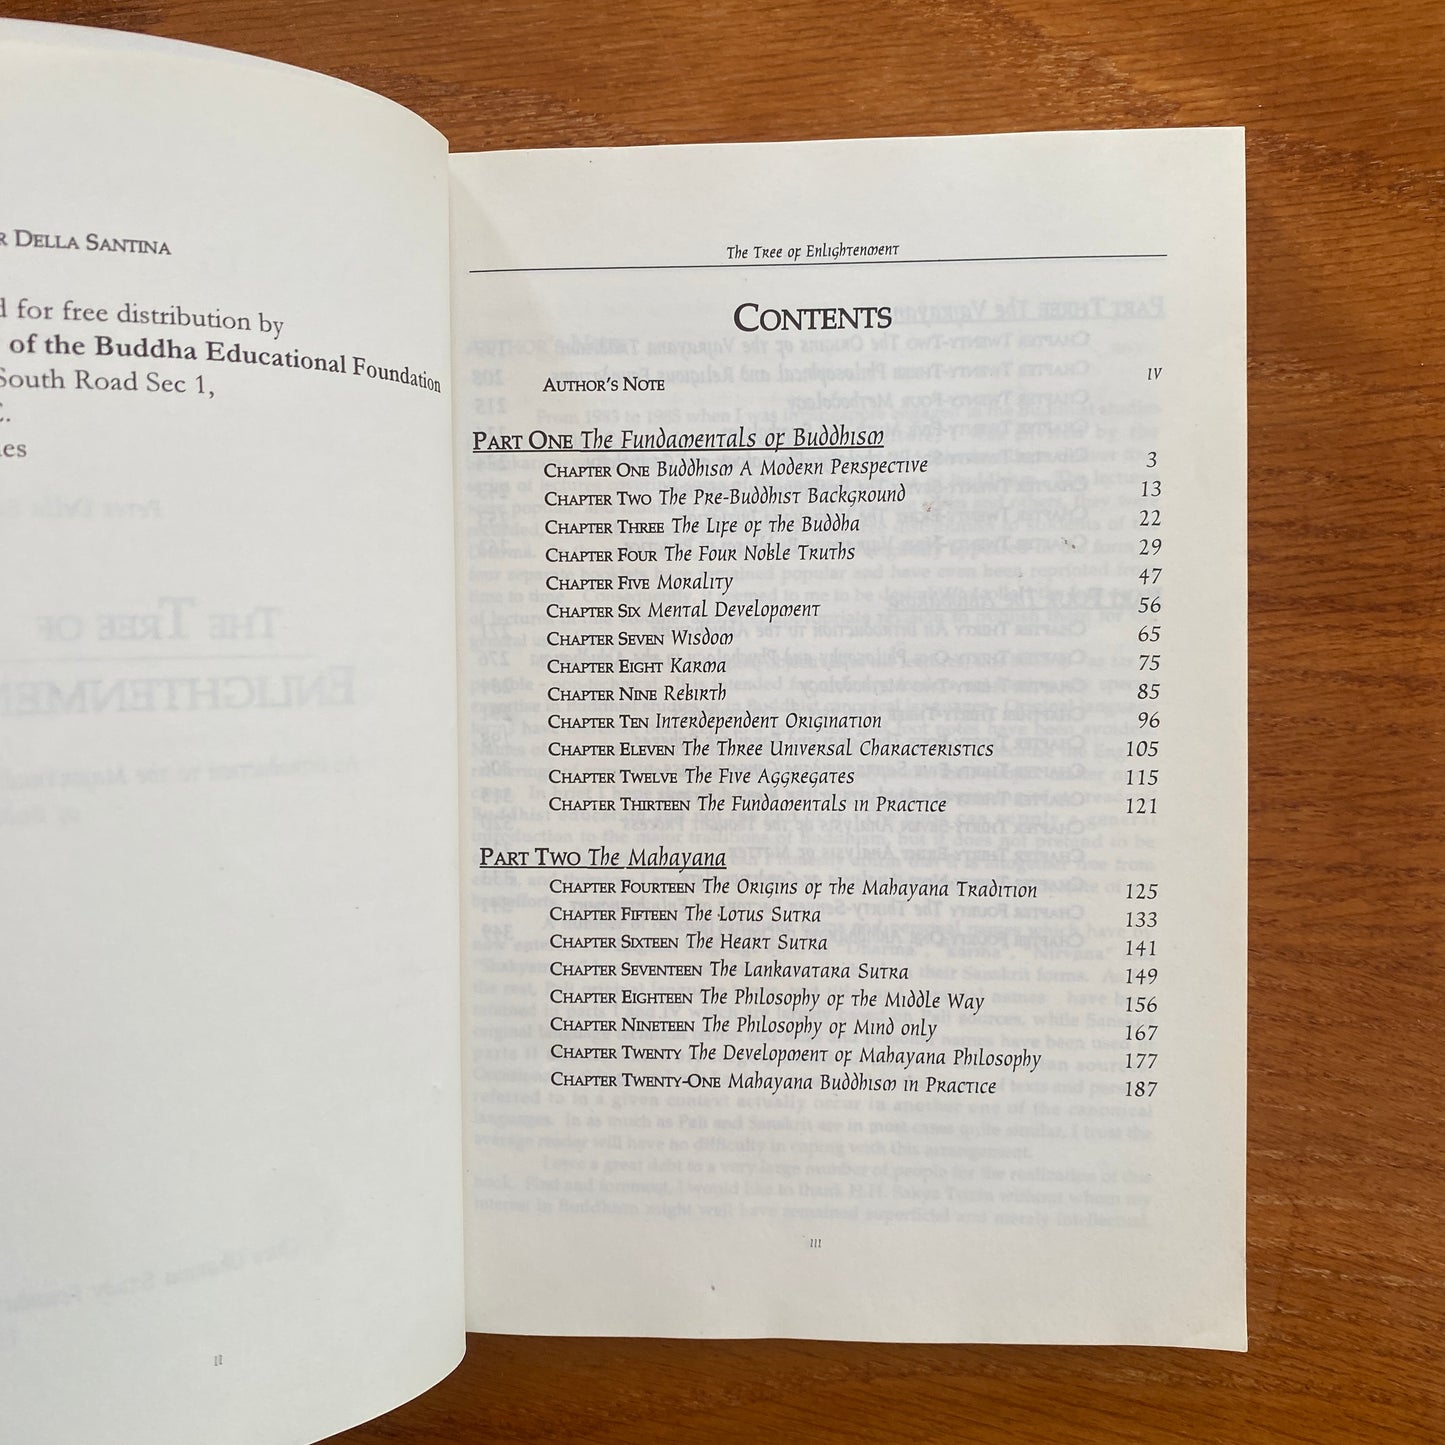 R DELLA SANTINA
d for free distribution by
of the Buddha Educational Foundation
South Road Sec 1,
C.
ies
II
The Tree of Enlightenment
CONTENTS
AUTHOR'S NOTE IV
PART ONE The Fundamentals of Buddhism
CHAPTER ONE Buddhism A Modern Perspective 3
CHAPTER TWO The Pre-Buddhist Background 13
CHAPTER THREE The Life of the Buddha 22
CHAPTER FOUR The Four Noble Truths 29
CHAPTER FIVE Morality 47
CHAPTER SIX Mental Development 56
CHAPTER SEVEN Wisdom 65
CHAPTER EIGHT Karma 75
CHAPTER NINE Rebirth 85
CHAPTER TEN Interdependent Origination 96
CHAPTER ELEVEN The Three Universal Characteristics 105
CHAPTER TWELVE The Five Aggregates 115
CHAPTER THIRTEEN The Fundamentals in Practice 121
PART TWO The Mahayana
CHAPTER FOURTEEN The Origins of the Mahayana Tradition 125
CHAPTER FIFTEEN The Lotus Sutra 133
CHAPTER SIXTEEN The Heart Sutra 141
CHAPTER SEVENTEEN The Lankavatara Sutra 149
CHAPTER EIGHTEEN The Philosophy of the Middle Way 156
CHAPTER NINETEEN The Philosophy of Mind only 167
CHAPTER TWENTY The Development of Mahayana Philosophy 177
CHAPTER TWENTY-ONE Mahayana Buddhism in Practice 187
III